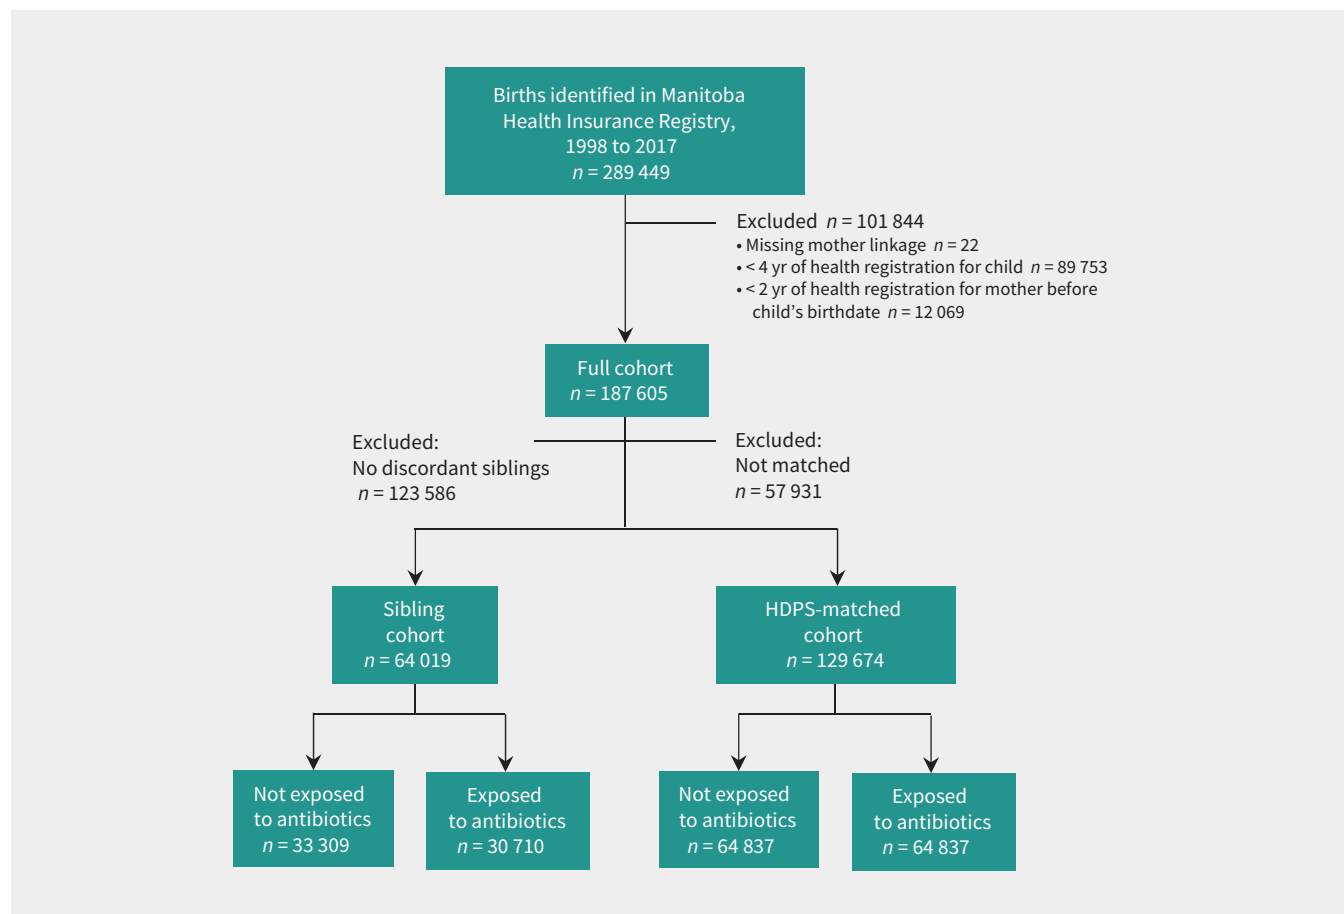 Births identified in Manitoba
Health Insurance Registry,
1998 to 2017
n = 289 449
Excluded n = 101 844
• Missing mother linkage n = 22
• < 4 yr of health registration for child n = 89 753
• < 2 yr of health registration for mother before
child’s birthdate n = 12 069
Full cohort
n = 187 605
Excluded:
No discordant siblings
n = 123 586
Excluded:
Not matched
n = 57 931
Sibling
cohort
n = 64 019
HDPS-matched
cohort
n = 129 674
Not exposed
to antibiotics
n = 33 309
Exposed
to antibiotics
n = 30 710
Not exposed
to antibiotics
n = 64 837
Exposed
to antibiotics
n = 64 837